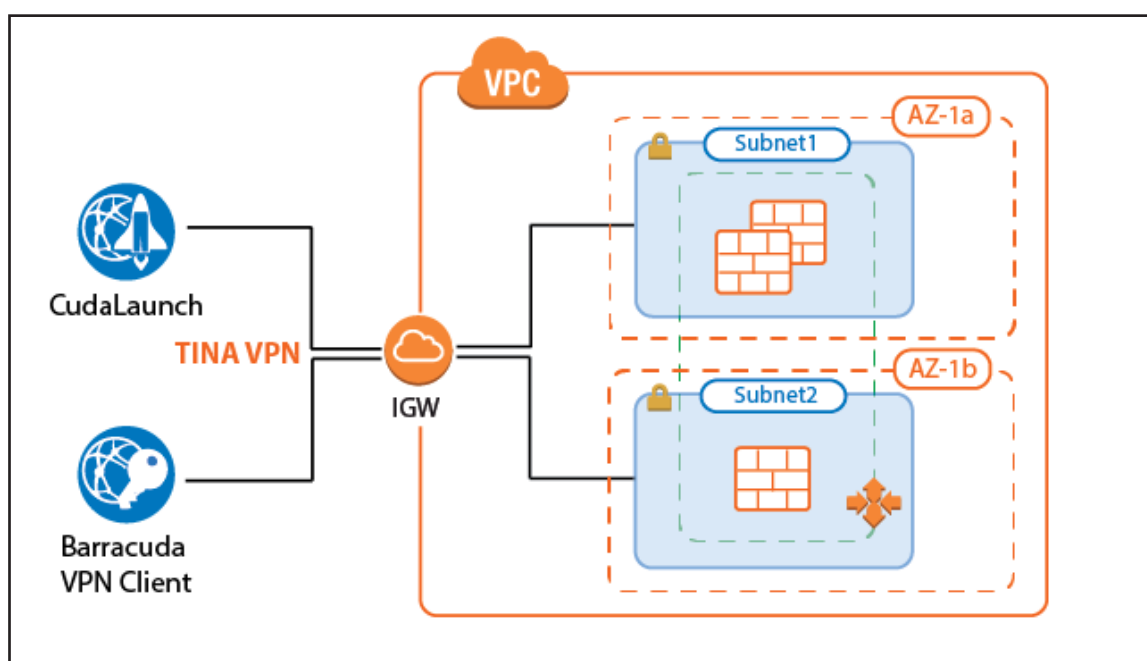 VPC
AZ-1a
Subnet1
CudaLaunch
TINA VPN
IGW
AZ-1b
Subnet2
Barracuda
VPN Client